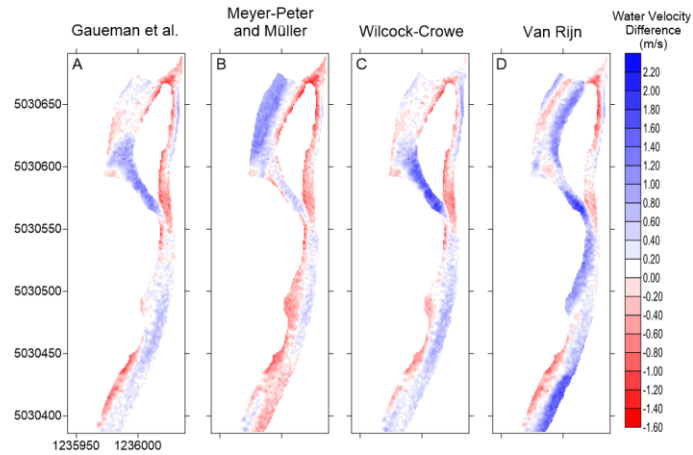 Gaueman et al.
Meyer-Peter
and Müller
Wilcock-Crowe
Van Rijn
Water Velocity
Difference
(m/s)
A
B
C
D
5030650
5030600
5030550
5030500
5030450
5030400
1235950
1236000
2.20
2.00
1.80
1.60
1.40
1.20
1.00
0.80
0.60
0.40
0.20
0.00
-0.20
-0.40
-0.60
-0.80
-1.00
-1.20
-1.40
-1.60